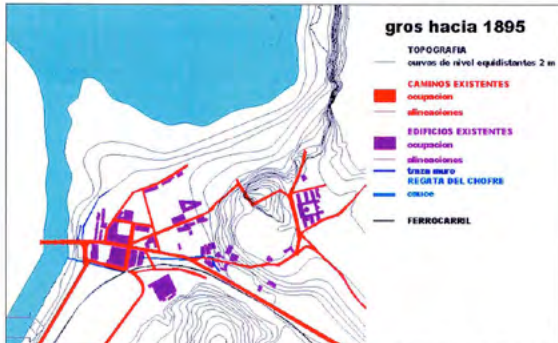 gros hacia 1895
TOPOGRAFIA
curvas de nivel equidistantes 2 m
CAMINOS EXISTENTES
ocupacion
alineaciones
EDIFICIOS EXISTENTES
ocupacion
alineaciones
traza muro
REGATA DEL CHOFRE
cauce
FERROCARRIL